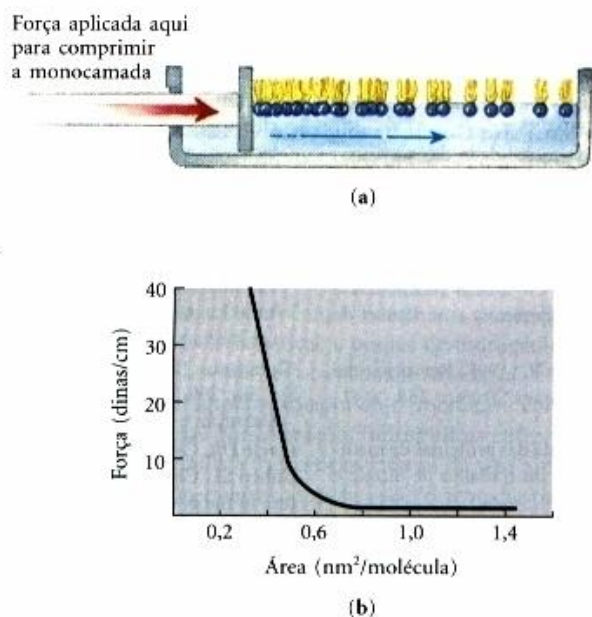 Força aplicada aqui
para comprimir
a monocamada
(a)
Força (dinas/cm)
40
30
20
10
0,2
0,6
1,0
1,4
Área (nm²/molécula)
(b)